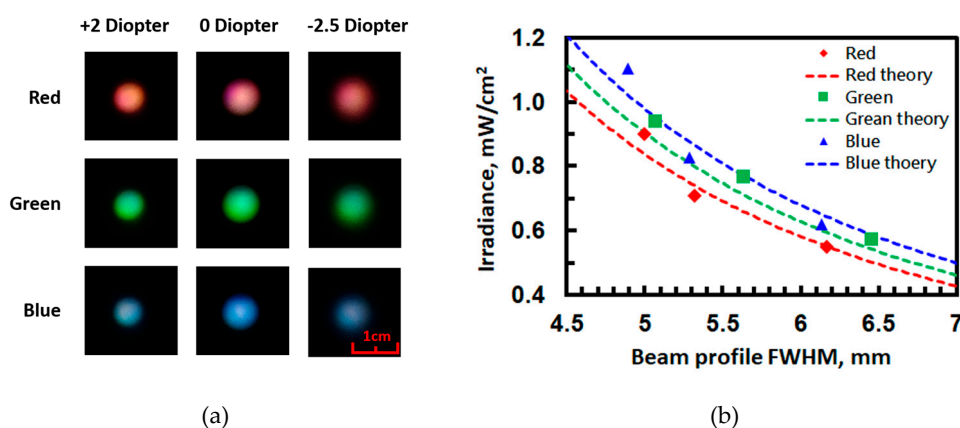 +2 Diopter 0 Diopter -2.5 Diopter
Red
Green
Blue
1cm
(a)
Irradiance, mW/cm²
1.2
1.0
0.8
0.6
0.4
4.5 5 5.5 6 6.5 7
Beam profile FWHM, mm
Red
Red theory
Green
Grean theory
Blue
Blue thoery
(b)